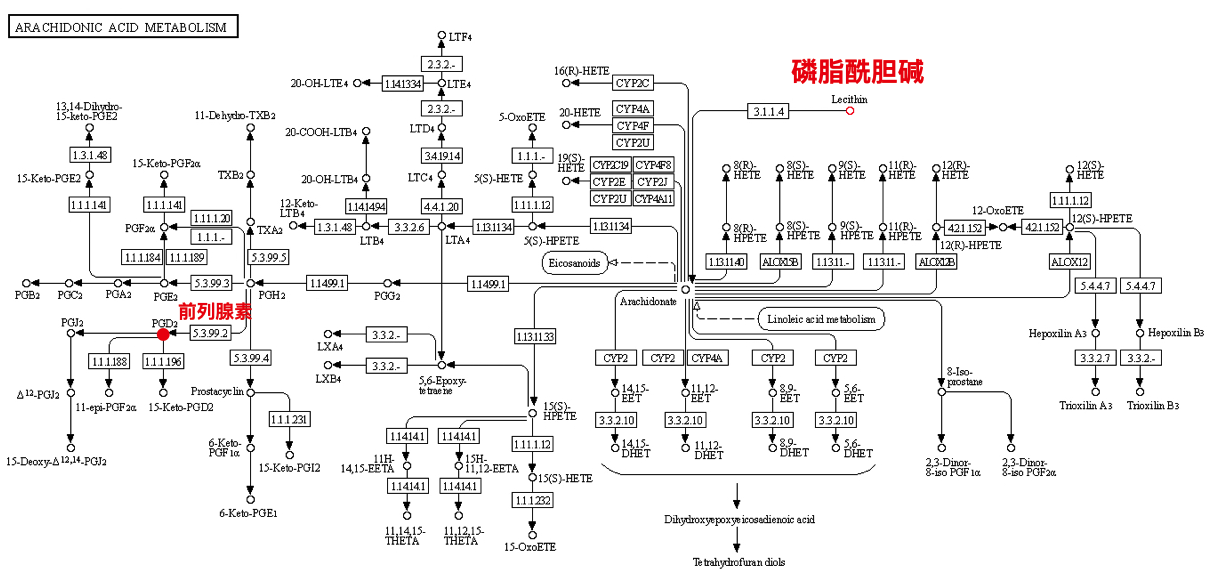 ARACHIDONIC ACID METABOLISM
磷脂酰胆碱
Lecithin
3.1.1.4
LTF4
2.3.2.-
20-OH-LTE4
1.14.13.34
LTE4
2.3.2.-
LTD4
3.4.19.14
LTC4
4.4.1.20
16(R)-HETE
CYP2C
20-HETE
CYP4A
CYP4F
CYP2U
19(S)-
HETE
CYP2C19
CYP4F8
CYP2E
CYP2J
CYP2U
CYP4A11
13,14-Dihydro-
15-keto-PGE2
1.3.1.48
15-Keto-PGE2
1.1.1.141
15-Keto-PGF2α
1.1.1.141
PGF2α
1.1.1.184
1.1.1.189
11-Dehydro-TXB2
TXB2
1.11.1.20
1.1.1.-
TXA2
5.3.99.5
20-COOH-LTB4
20-OH-LTB4
1.14.14.94
12-Keto-
LTB4
1.3.1.48
LTB4
3.3.2.6
LTA4
1.13.11.34
5-OxoETE
1.1.1.-
5(S)-HETE
1.11.1.12
5(S)-HPETE
1.13.11.34
8(R)-
HETE
8(S)-
HETE
9(S)-
HETE
11(R)-
HETE
12(R)-
HETE
12(S)-
HETE
8(R)-
HPETE
8(S)-
HPETE
9(S)-
HPETE
11(R)-
HPETE
12(R)-HPETE
4.2.1.152
12-OxoETE
4.2.1.152
1.11.1.12
12(S)-HPETE
1.13.11.40
ALOX15B
1.13.11.-
1.13.11.-
ALOX12B
ALOX12
Eicosanoids
PGB2
PGC2
PGA2
PGE2
5.3.99.3
PGH2
1.14.99.1
PGG2
1.14.99.1
Arachidonate
Linoleic acid metabolism
5.4.4.7
5.4.4.7
前列腺素
PGJ2
PGD2
5.3.99.2
1.1.1.188
1.1.1.196
5.3.99.4
Δ12-PGJ2
11-epi-PGF2α
15-Keto-PGD2
Prostacyclin
1.1.1.231
15-Deoxy-Δ12,14-PGJ2
6-Keto-
PGF1α
15-Keto-PGI2
6-Keto-PGE1
LXA4
3.3.2.-
LXB4
3.3.2.-
5,6-Epoxy-
tetraene
1.13.11.33
15(S)-
HPETE
1.14.14.1
1.14.14.1
1.11.1.12
11H-
14,15-EETA
15H-
11,12-EETA
15(S)-HETE
1.14.14.1
1.14.14.1
1.1.1.232
11,14,15-
THETA
11,12,15-
THETA
15-OxoETE
CYP2
CYP2
CYP4A
CYP2
CYP2
14,15-
EET
11,12-
EET
8,9-
EET
5,6-
EET
3.3.2.10
3.3.2.10
3.3.2.10
3.3.2.10
14,15-
DHET
11,12-
DHET
8,9-
DHET
5,6-
DHET
Dihydroxyepoxyeicosadienoic acid
Tetrahydrofuran diols
8-Iso-
prostane
2,3-Dinor-
8-iso PGF1α
2,3-Dinor-
8-iso PGF2α
Hepoxilin A3
Hepoxilin B3
3.3.2.7
3.3.2.-
Trioxilin A3
Trioxilin B3